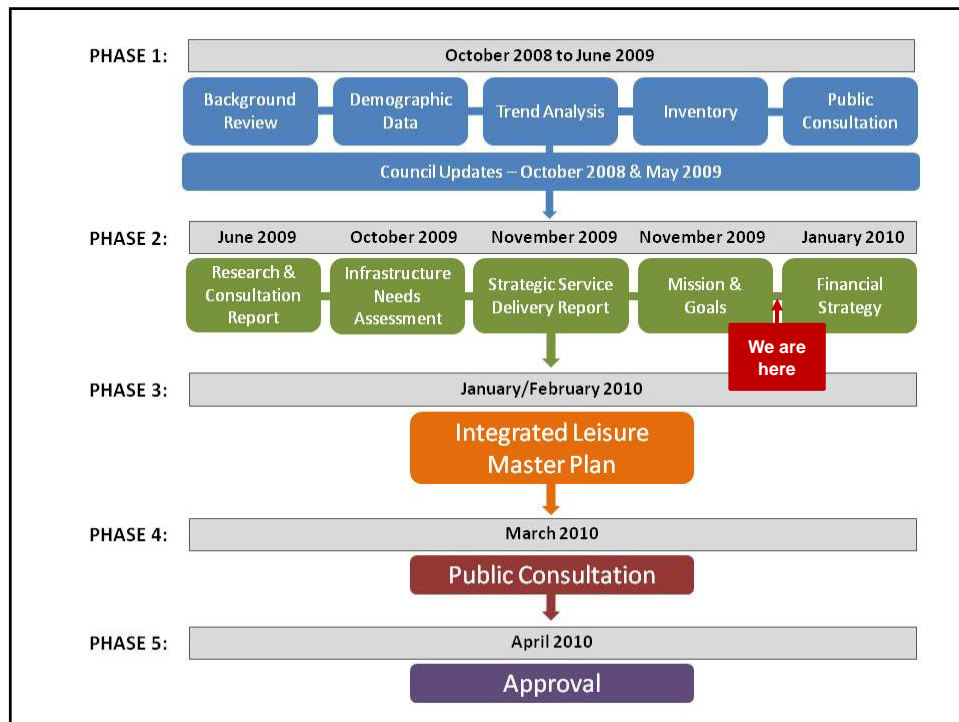 PHASE 1:
October 2008 to June 2009
Background
Review
Demographic
Data
Trend Analysis
Inventory
Public
Consultation
Council Updates – October 2008 & May 2009
PHASE 2:
June 2009
October 2009
November 2009
November 2009
January 2010
Research &
Consultation
Report
Infrastructure
Needs
Assessment
Strategic Service
Delivery Report
Mission &
Goals
Financial
Strategy
We are
here
PHASE 3:
January/February 2010
Integrated Leisure
Master Plan
PHASE 4:
March 2010
Public Consultation
PHASE 5:
April 2010
Approval